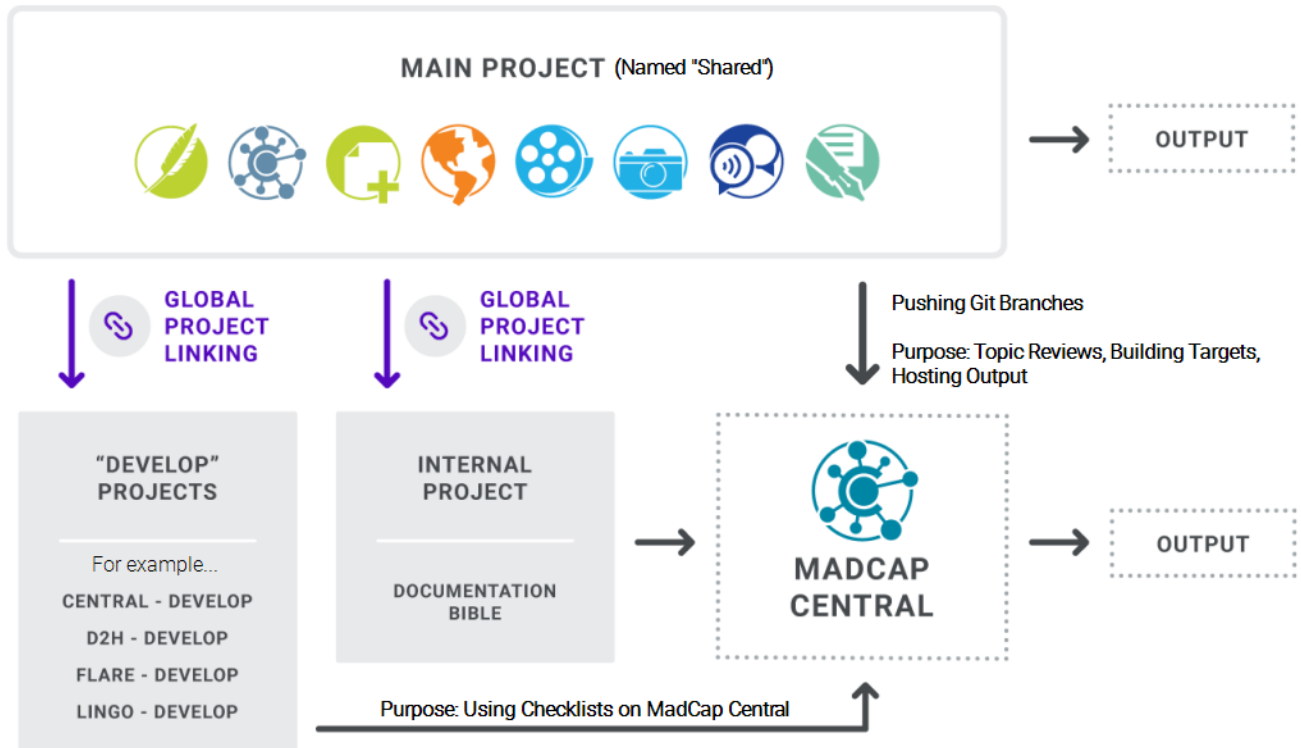 MAIN PROJECT (Named "Shared")
OUTPUT
GLOBAL
PROJECT
LINKING
GLOBAL
PROJECT
LINKING
Pushing Git Branches
Purpose: Topic Reviews, Building Targets,
Hosting Output
“DEVELOP”
PROJECTS
For example...
CENTRAL - DEVELOP
D2H - DEVELOP
FLARE - DEVELOP
LINGO - DEVELOP
INTERNAL
PROJECT
DOCUMENTATION
BIBLE
MADCAP
CENTRAL
OUTPUT
Purpose: Using Checklists on MadCap Central